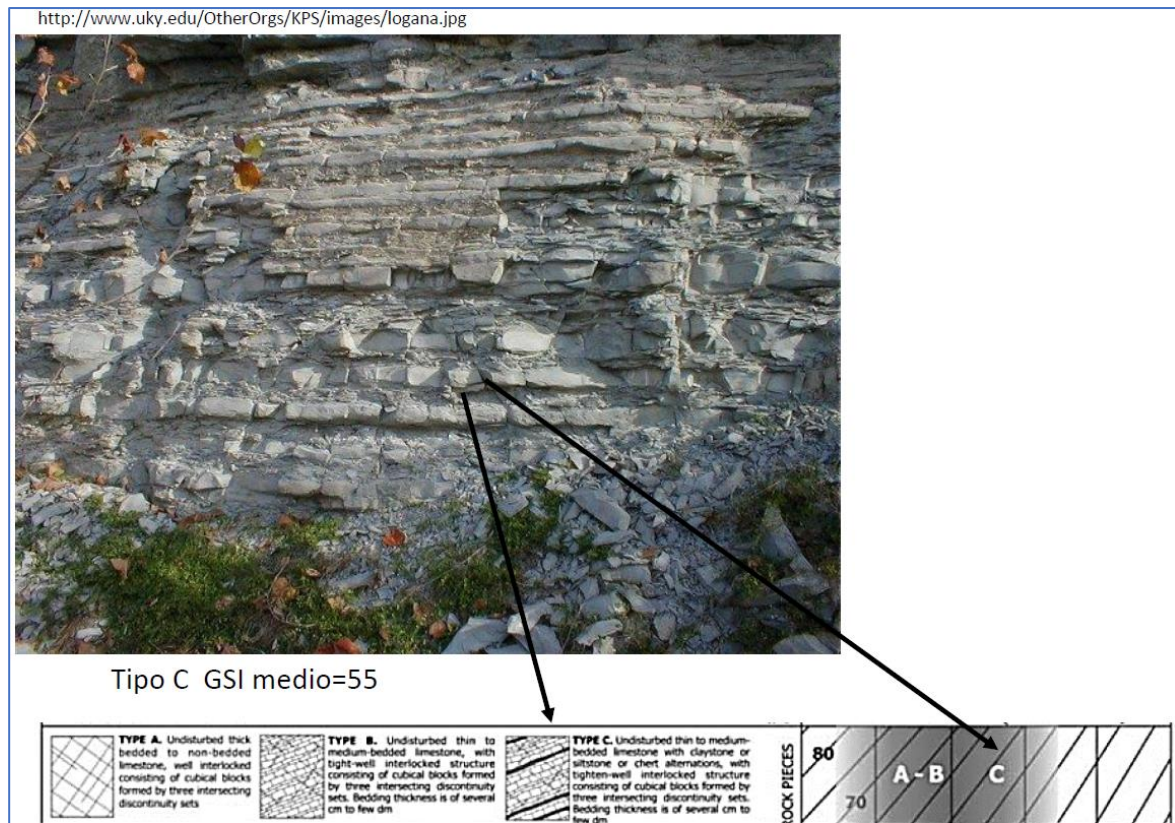 http://www.uky.edu/OtherOrgs/KPS/images/logana.jpg
Tipo C GSI medio=55
TYPE A. Undisturbed thick
bedded to non-bedded
limestone, well interlocked
consisting of cubical blocks
formed by three intersecting
discontinuity sets
TYPE B. Undisturbed thin to
medium-bedded limestone, with
tight-well interlocked structure
consisting of cubical blocks formed
by three intersecting discontinuity
sets. Bedding thickness is of several
cm to few dm
TYPE C. Undisturbed thin to medium-
bedded limestone with claystone or
siltstone or chert alternations, with
tighten-well interlocked structure
consisting of cubical blocks formed by
three intersecting discontinuity sets.
Bedding thickness is of several cm to
few dm
ROCK PIECES
80
A - B
C
70